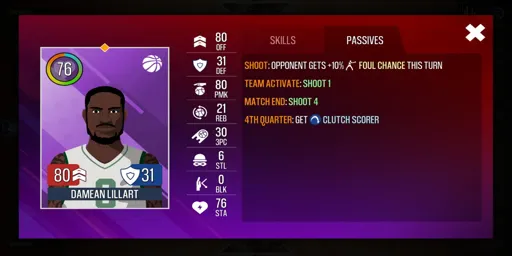 SKILLS
PASSIVES
76
80
31
DAMEAN LILLART
80
OFF
31
DEF
80
PMK
21
REB
30
3PC
6
STL
0
BLK
76
STA
SHOOT: OPPONENT GETS +10% FOUL CHANCE THIS TURN
TEAM ACTIVATE: SHOOT 1
MATCH END: SHOOT 4
4TH QUARTER: GET CLUTCH SCORER